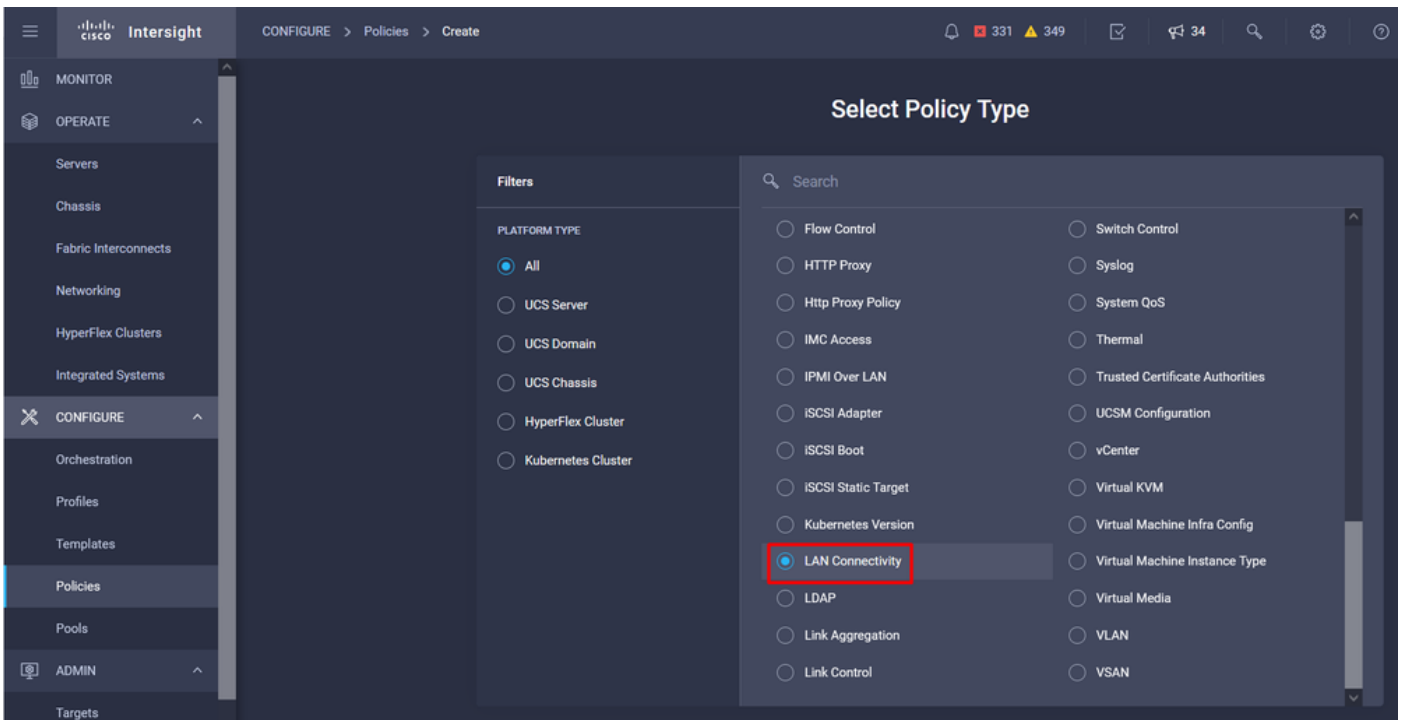 cisco Intersight
CONFIGURE > Policies > Create
331 349
34
MONITOR
OPERATE
Servers
Chassis
Fabric Interconnects
Networking
HyperFlex Clusters
Integrated Systems
CONFIGURE
Orchestration
Profiles
Templates
Policies
Pools
ADMIN
Targets
Select Policy Type
Filters
PLATFORM TYPE
All
UCS Server
UCS Domain
UCS Chassis
HyperFlex Cluster
Kubernetes Cluster
Search
Flow Control
HTTP Proxy
Http Proxy Policy
IMC Access
IPMI Over LAN
iSCSI Adapter
iSCSI Boot
iSCSI Static Target
Kubernetes Version
LAN Connectivity
LDAP
Link Aggregation
Link Control
Switch Control
Syslog
System QoS
Thermal
Trusted Certificate Authorities
UCSM Configuration
vCenter
Virtual KVM
Virtual Machine Infra Config
Virtual Machine Instance Type
Virtual Media
VLAN
VSAN